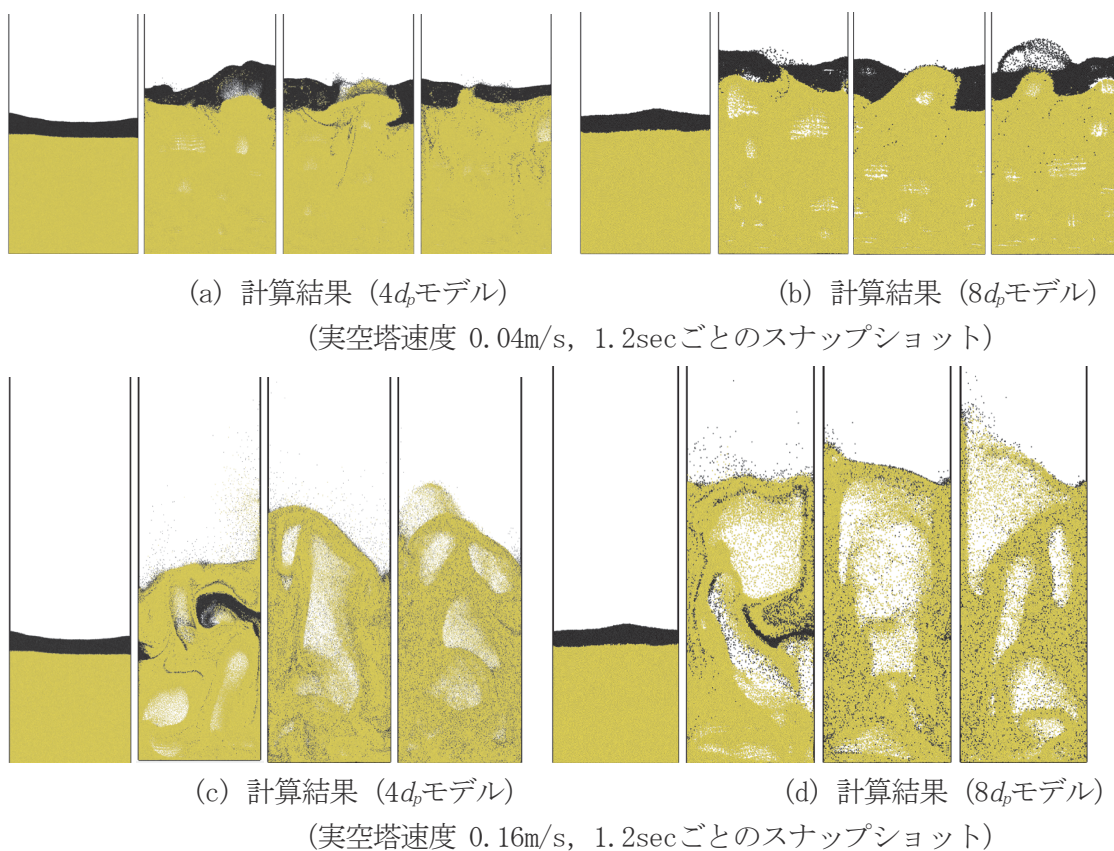 (a) 計算結果 (4dpモデル)
(b) 計算結果 (8dpモデル)
(実空塔速度 0.04m/s, 1.2secごとのスナップショット)
(c) 計算結果 (4dpモデル)
(d) 計算結果 (8dpモデル)
(実空塔速度 0.16m/s, 1.2secごとのスナップショット)